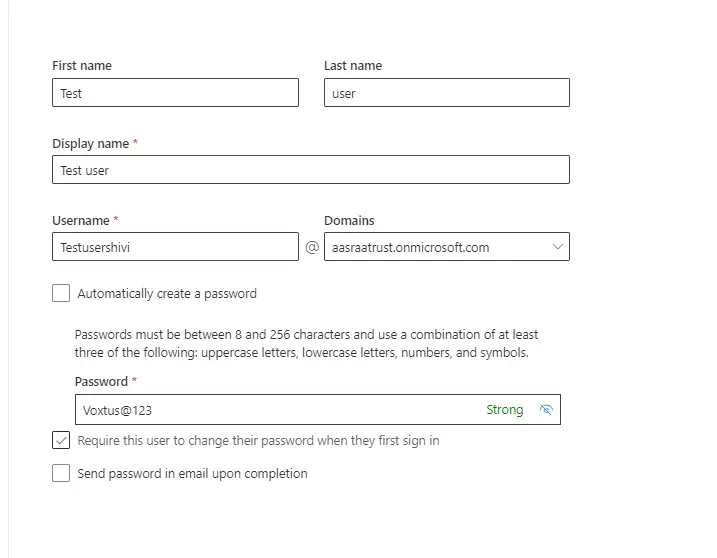 First name
Last name
Test
user
Display name *
Test user
Username *
Domains
Testusershivi
@
aasraatrust.onmicrosoft.com
Automatically create a password
Passwords must be between 8 and 256 characters and use a combination of at least
three of the following: uppercase letters, lowercase letters, numbers, and symbols.
Password *
Voxtus@123
Strong
Require this user to change their password when they first sign in
Send password in email upon completion